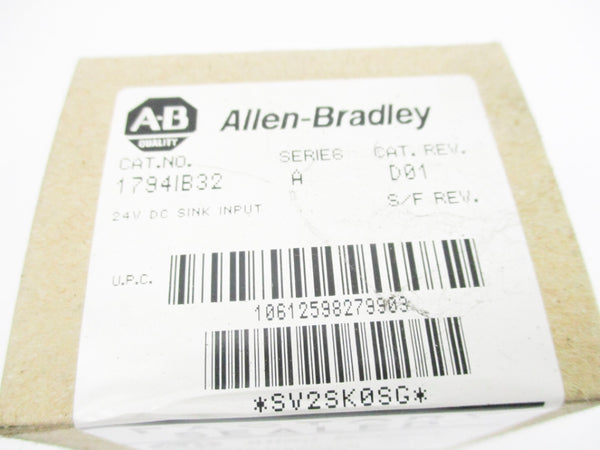 A-B
QUALITY
Allen-Bradley
CAT.NO. SERIES CAT. REV.
1794IB32 A D01
24V DC SINK INPUT S/F REV.
U.P.C.
10612598279903
*SV2SK0SG*